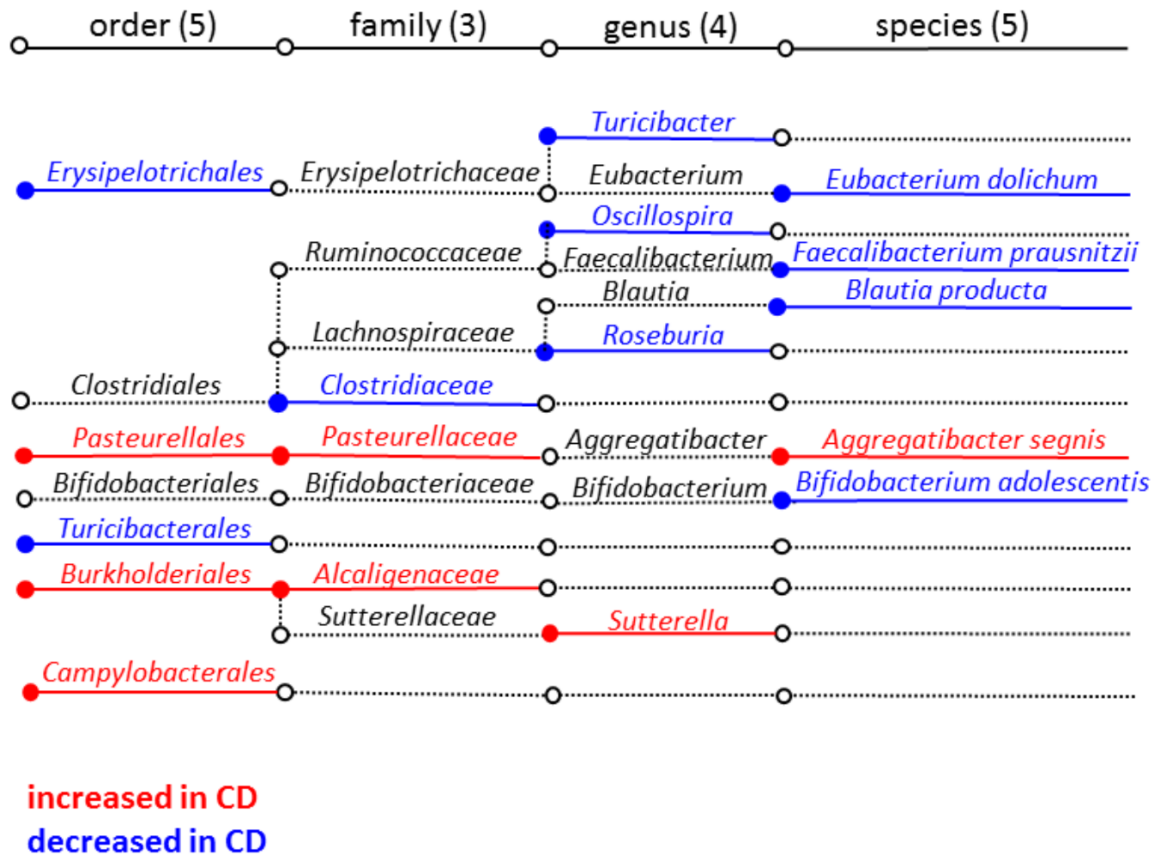 order (5) family (3) genus (4) species (5)
Turicibacter
Erysipelotrichales Erysipelotrichaceae Eubacterium Eubacterium dolichum
Oscillospira
Ruminococcaceae Faecalibacterium Faecalibacterium prausnitzii
Blautia Blautia producta
Lachnospiraceae Roseburia
Clostridiales Clostridiaceae
Pasteurellales Pasteurellaceae Aggregatibacter Aggregatibacter segnis
Bifidobacteriales Bifidobacteriaceae Bifidobacterium Bifidobacterium adolescentis
Turicibacterales
Burkholderiales Alcaligenaceae
Sutterellaceae Sutterella
Campylobacterales
increased in CD
decreased in CD